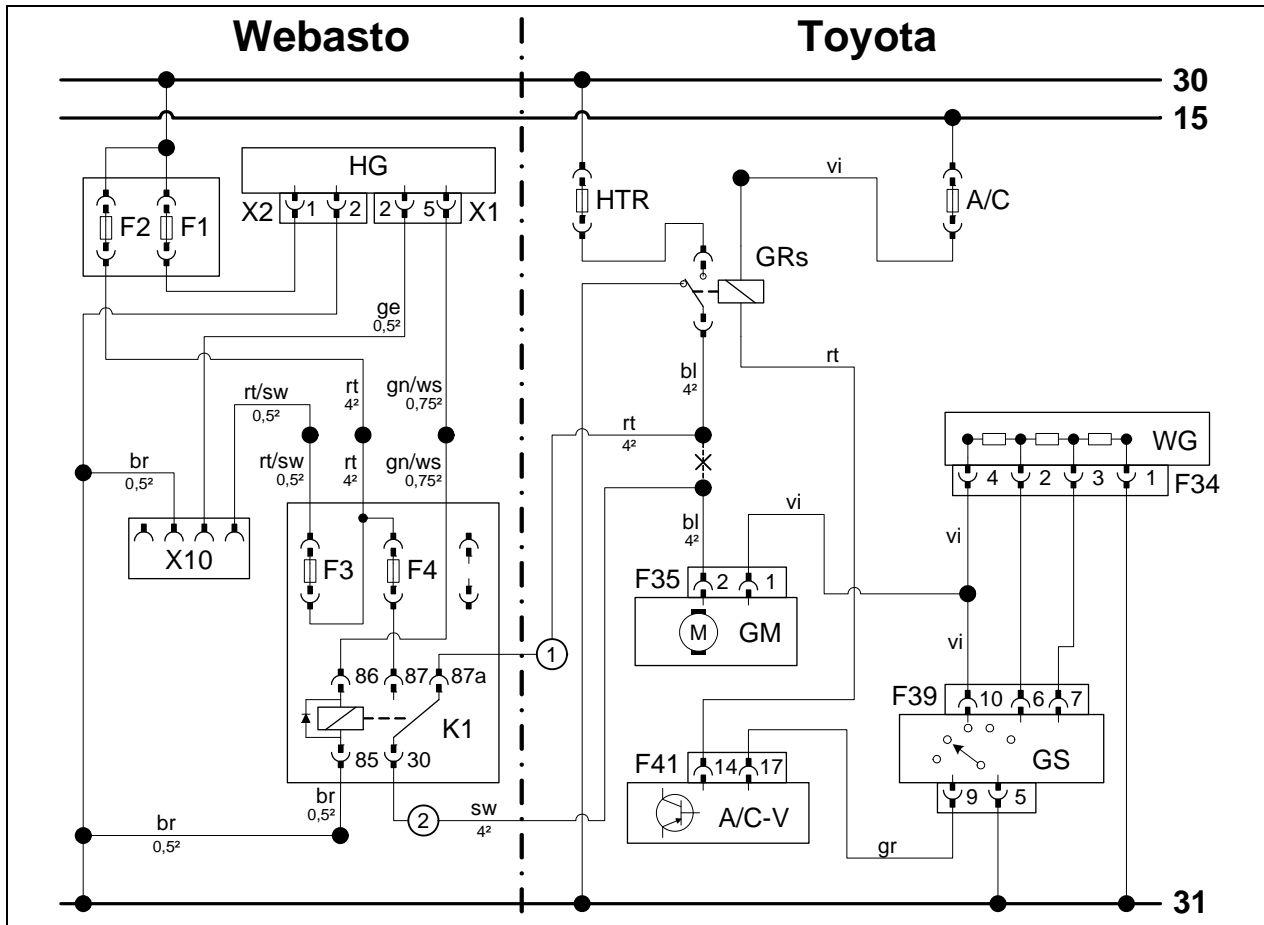 Webasto
Toyota
30
15
HG
vi
HTR
A/C
X2 1 2 2 5 X1
F2 F1
GRs
ge
0,5²
rt
bl
4²
rt/sw
0,5²
rt
4²
gn/ws
0,75²
rt
4²
WG
4 2 3 1 F34
br
0,5²
rt/sw
0,5²
rt
4²
gn/ws
0,75²
vi
vi
bl
4²
X10
F3
F4
F35 2 1
M GM
vi
1
86 87 87a
F39 10 6 7
K1
85 30
F41 14 17
GS
A/C-V
9 5
br
0,5²
2
sw
4²
br
0,5²
gr
31